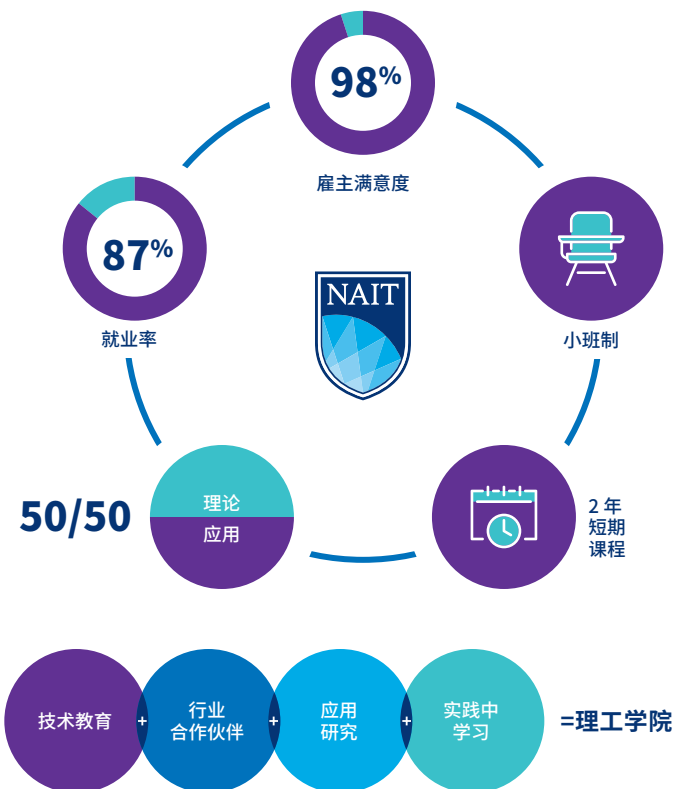 98%
雇主满意度
87%
就业率
NAIT
小班制
50/50
理论
应用
2 年
短期
课程
技术教育
+
行业
合作伙伴
+
应用
研究
+
实践中
学习
=理工学院